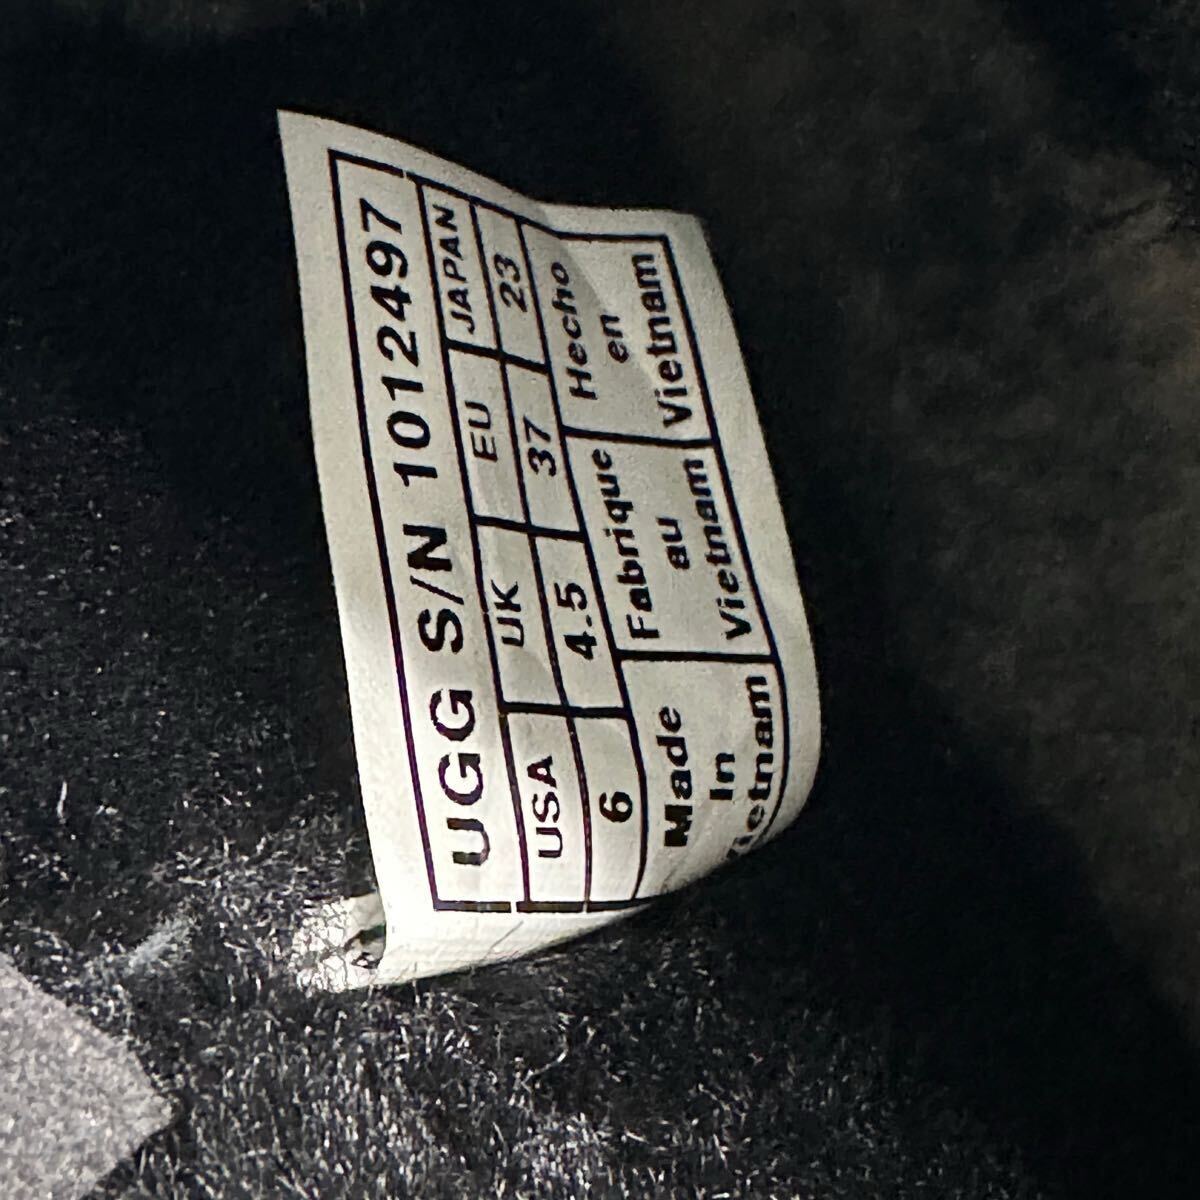 UGG S/N 1012497
USA UK EU JAPAN
6 4.5 37 23
Made
In
Vietnam
Fabrique
au
Vietnam
Hecho
en
Vietnam